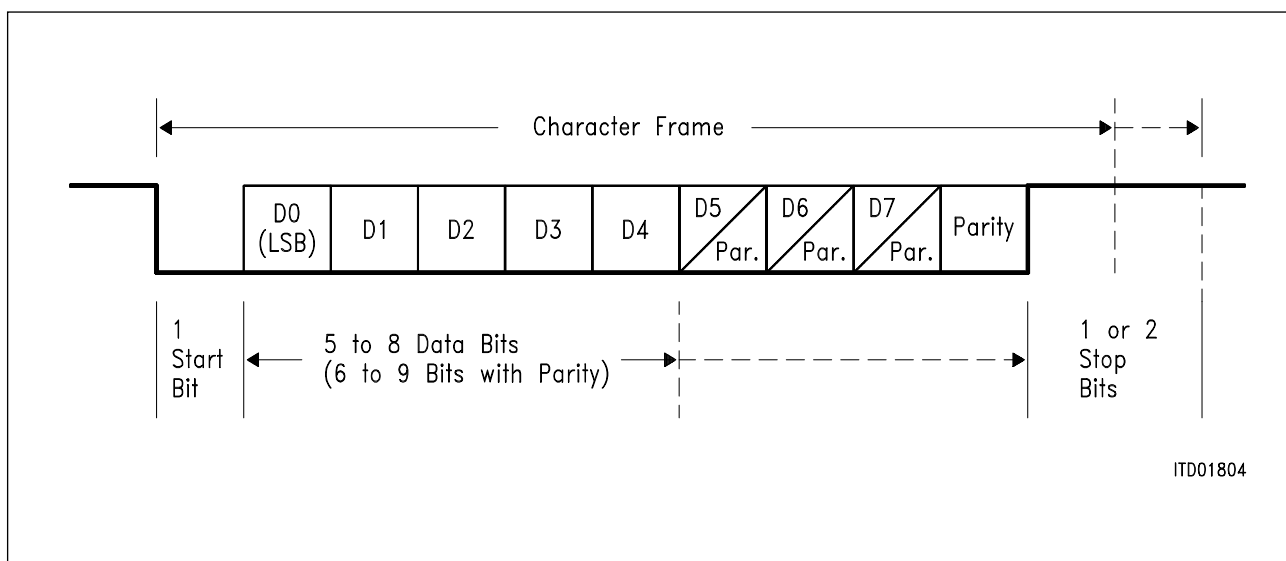 Character Frame
D0
(LSB)
D1
D2
D3
D4
D5
Par.
D6
Par.
D7
Par.
Parity
1
Start
Bit
5 to 8 Data Bits
(6 to 9 Bits with Parity)
1 or 2
Stop
Bits
ITD01804